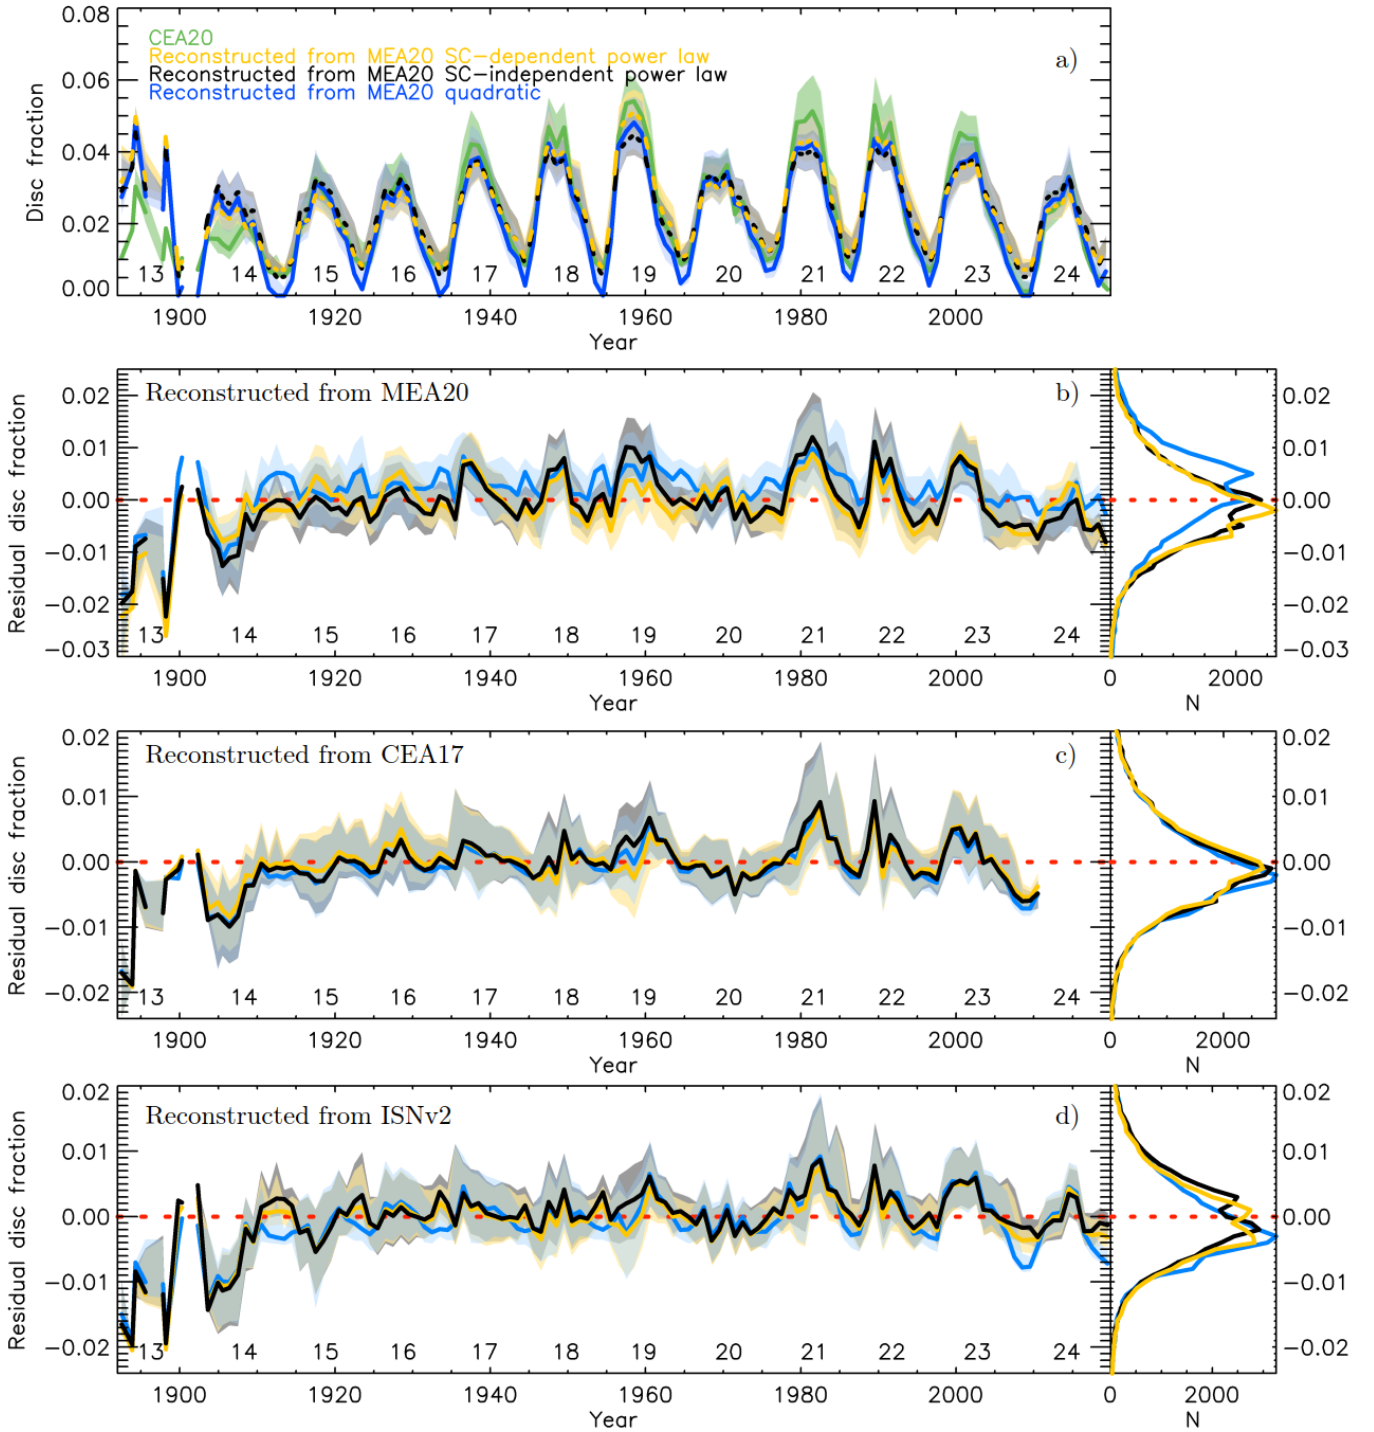 0.08
0.06
0.04
0.02
0.00
Disc fraction
CEA20
Reconstructed from MEA20 SC-dependent power law
Reconstructed from MEA20 SC-independent power law
Reconstructed from MEA20 quadratic
a)
13 14 15 16 17 18 19 20 21 22 23 24
1900 1920 1940 1960 1980 2000
Year
Reconstructed from MEA20
b)
0.02
0.01
0.00
-0.01
-0.02
-0.03
Residual disc fraction
13 14 15 16 17 18 19 20 21 22 23 24
1900 1920 1940 1960 1980 2000
Year
0.02
0.01
0.00
-0.01
-0.02
-0.03
0 2000
N
Reconstructed from CEA17
c)
0.02
0.01
0.00
-0.01
-0.02
Residual disc fraction
13 14 15 16 17 18 19 20 21 22 23 24
1900 1920 1940 1960 1980 2000
Year
0.02
0.01
0.00
-0.01
-0.02
0 2000
N
Reconstructed from ISNv2
d)
0.02
0.01
0.00
-0.01
-0.02
Residual disc fraction
13 14 15 16 17 18 19 20 21 22 23 24
1900 1920 1940 1960 1980 2000
Year
0.02
0.01
0.00
-0.01
-0.02
0 2000
N